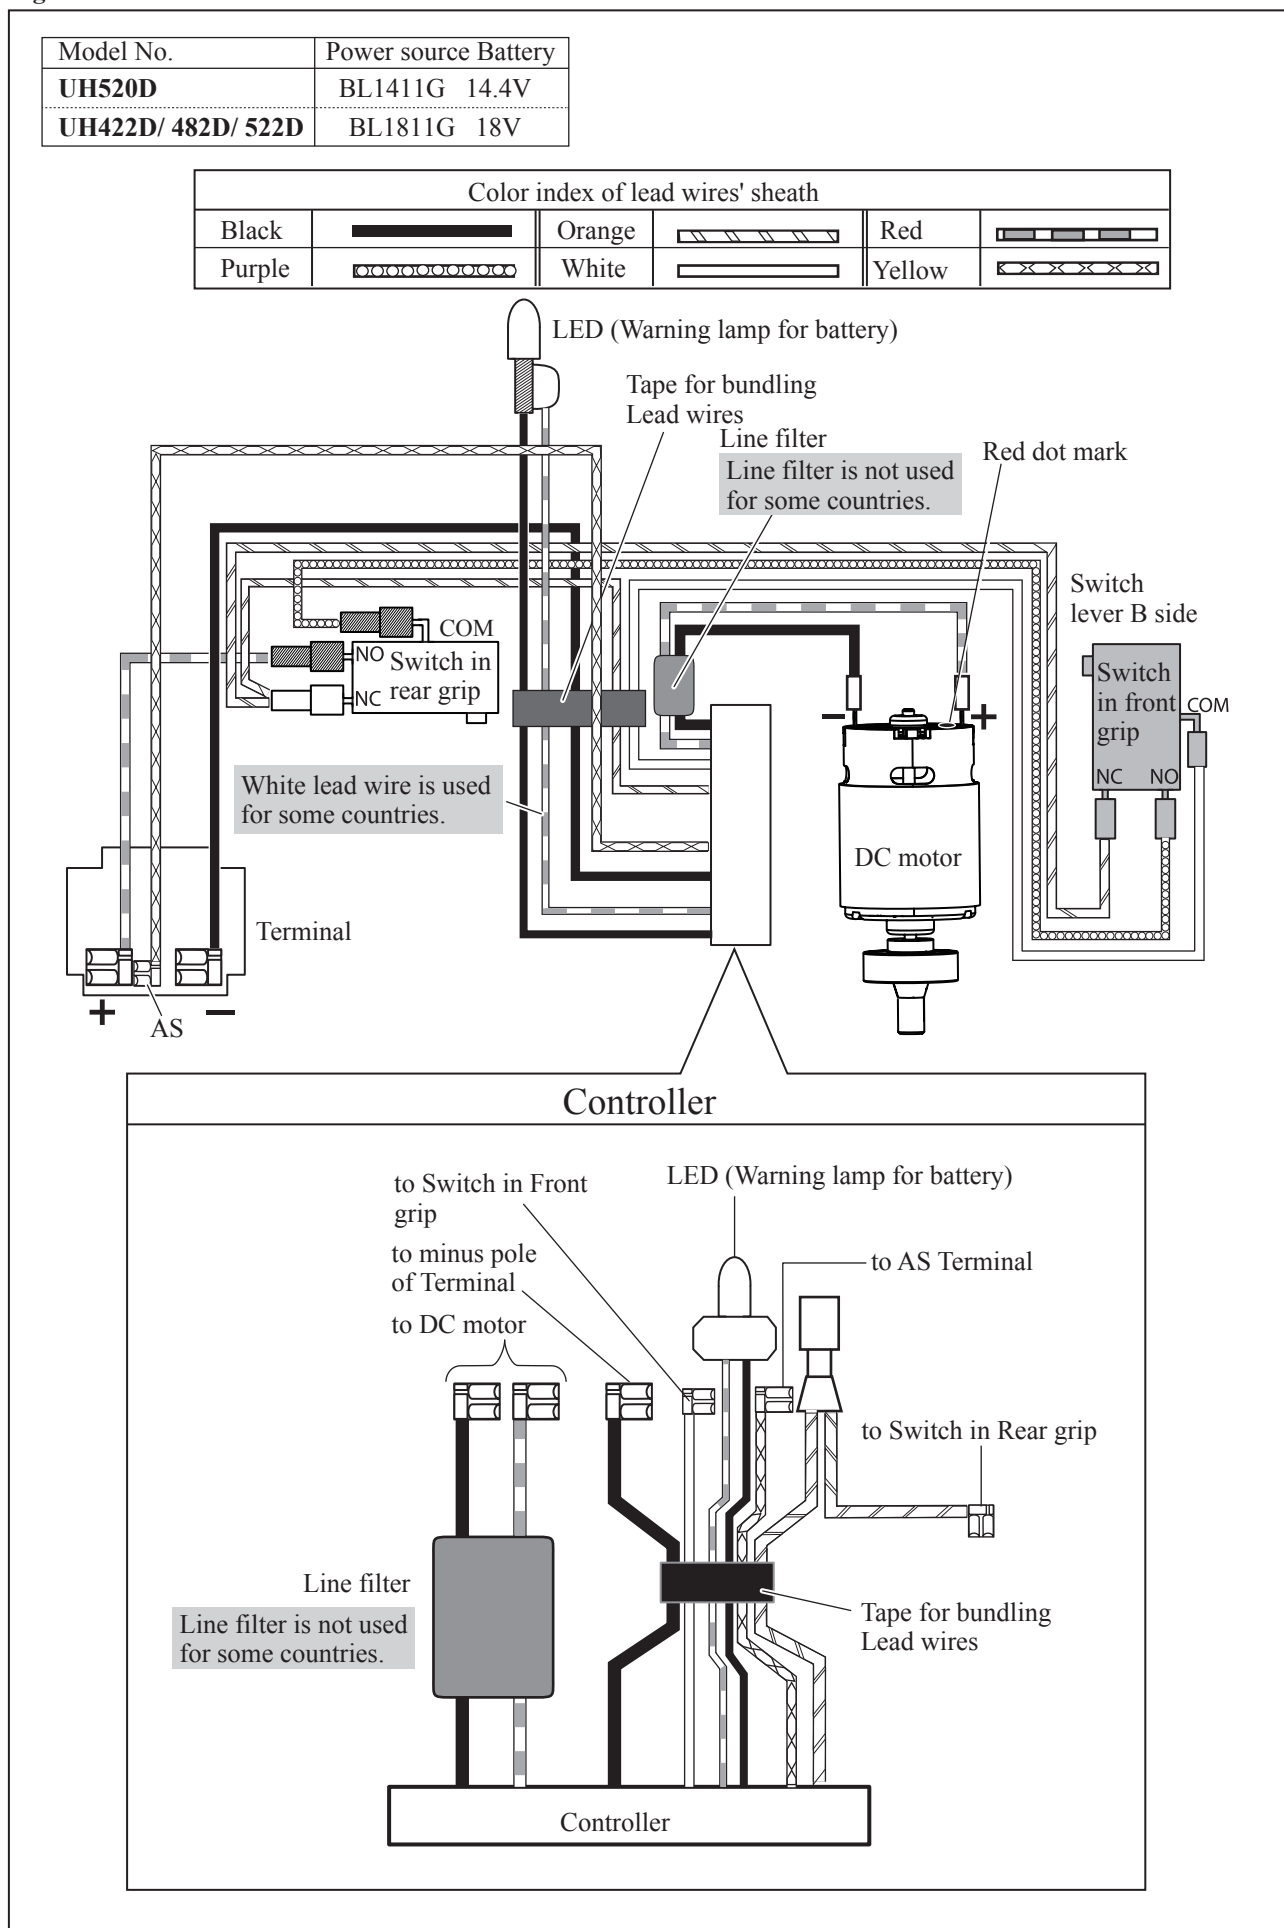 Model No. Power source Battery
UH520D BL1411G 14.4V
UH422D/ 482D/ 522D BL1811G 18V
Color index of lead wires' sheath
Black Orange Red
Purple White Yellow
LED (Warning lamp for battery)
Tape for bundling
Lead wires
Line filter
Line filter is not used
for some countries.
Red dot mark
Switch
lever B side
COM
NO
Switch in
rear grip
NC
Switch
in front
grip
COM
NC NO
− +
White lead wire is used
for some countries.
DC motor
Terminal
+ −
AS
Controller
LED (Warning lamp for battery)
to Switch in Front
grip
to minus pole
of Terminal
to AS Terminal
to DC motor
to Switch in Rear grip
Line filter
Line filter is not used
for some countries.
Tape for bundling
Lead wires
Controller